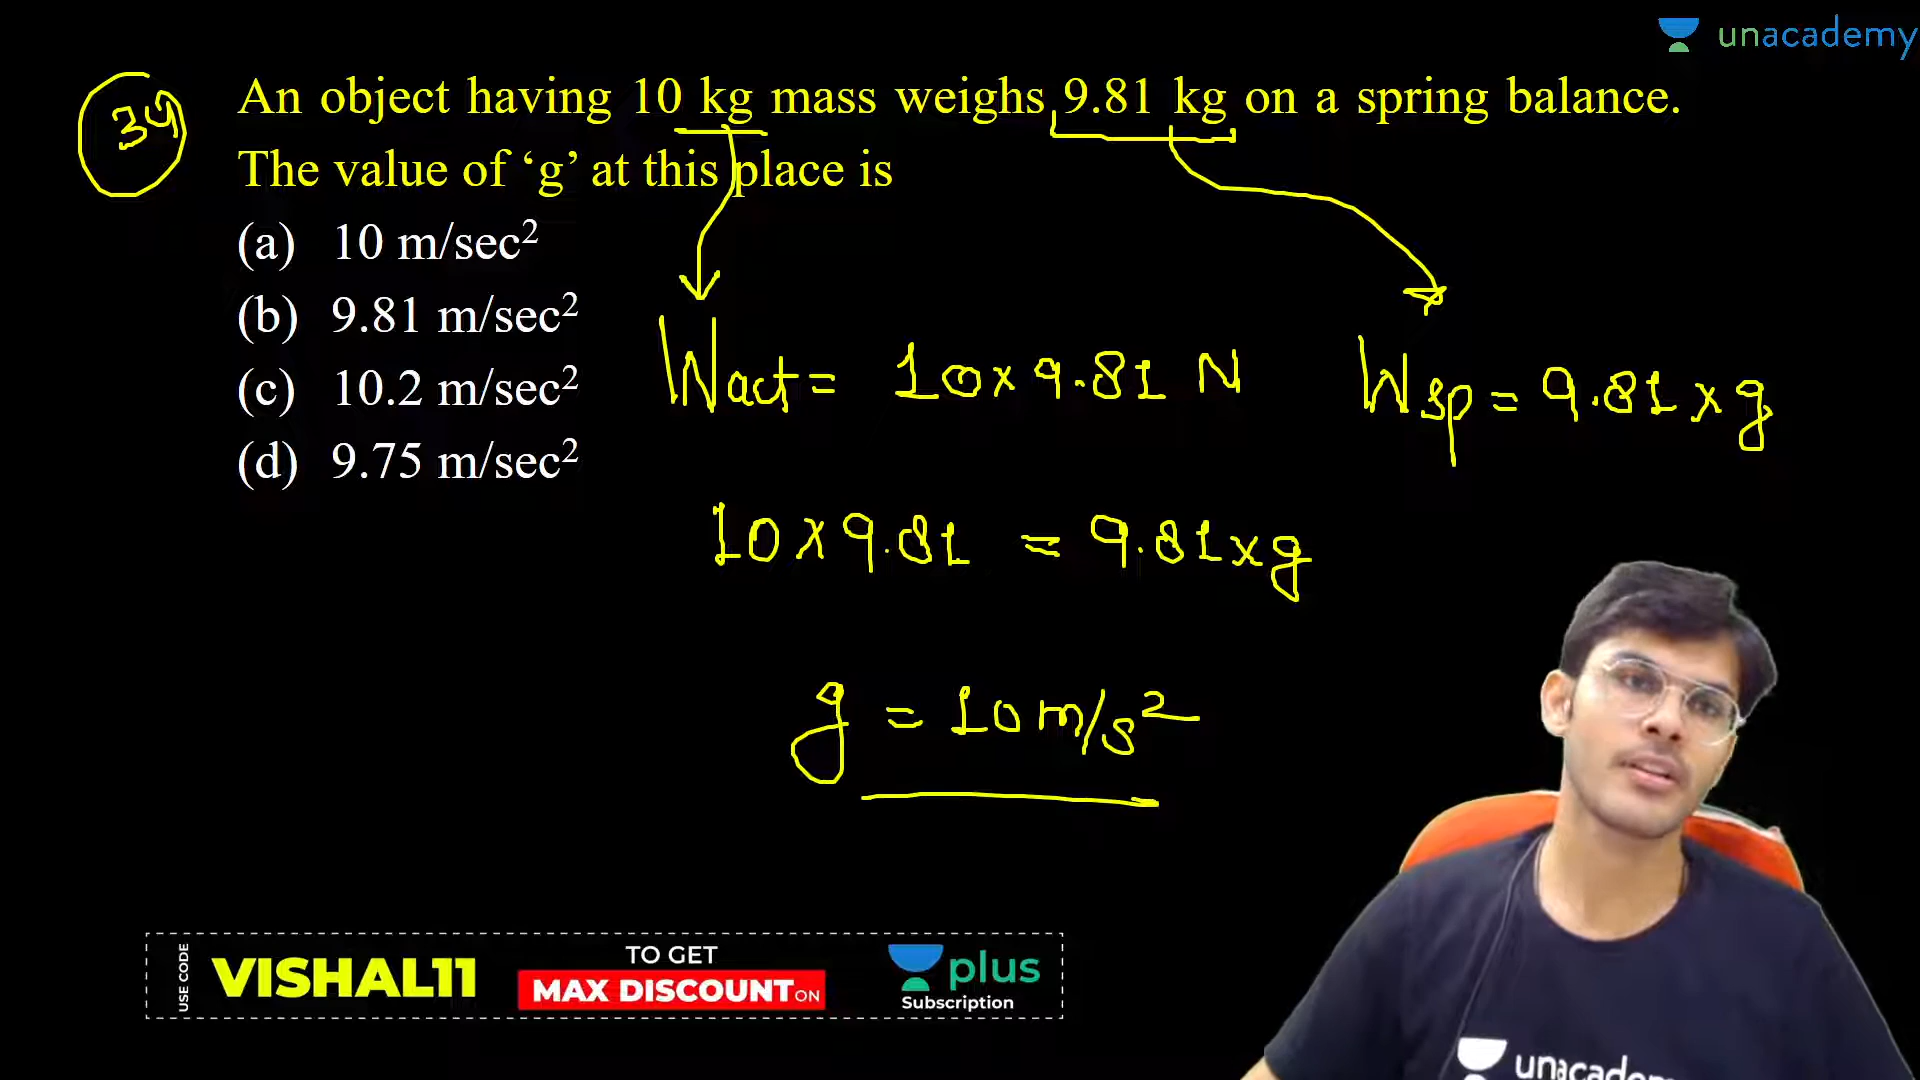 unacademy
34 An object having 10 kg mass weighs 9.81 kg on a spring balance.
The value of ‘g’ at this place is
(a) 10 m/sec²
(b) 9.81 m/sec²
(c) 10.2 m/sec²
(d) 9.75 m/sec²
Wact = 10 x 9.81 N
Wsp = 9.81 x g
10 x 9.81 = 9.81 x g
g = 10 m/s²
USE CODE
VISHAL11
TO GET
MAX DISCOUNT ON
plus
Subscription
unacadem